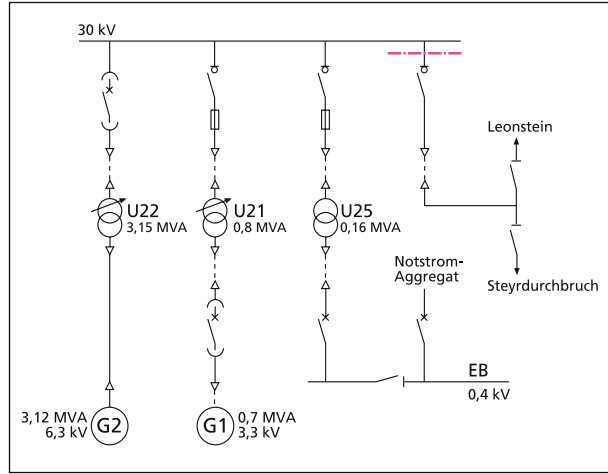 30 kV
Leonstein
U22
3,15 MVA
U21
0,8 MVA
U25
0,16 MVA
Notstrom-
Aggregat
Steyrdurchbruch
EB
0,4 kV
3,12 MVA
6,3 kV
G2
G1
0,7 MVA
3,3 kV